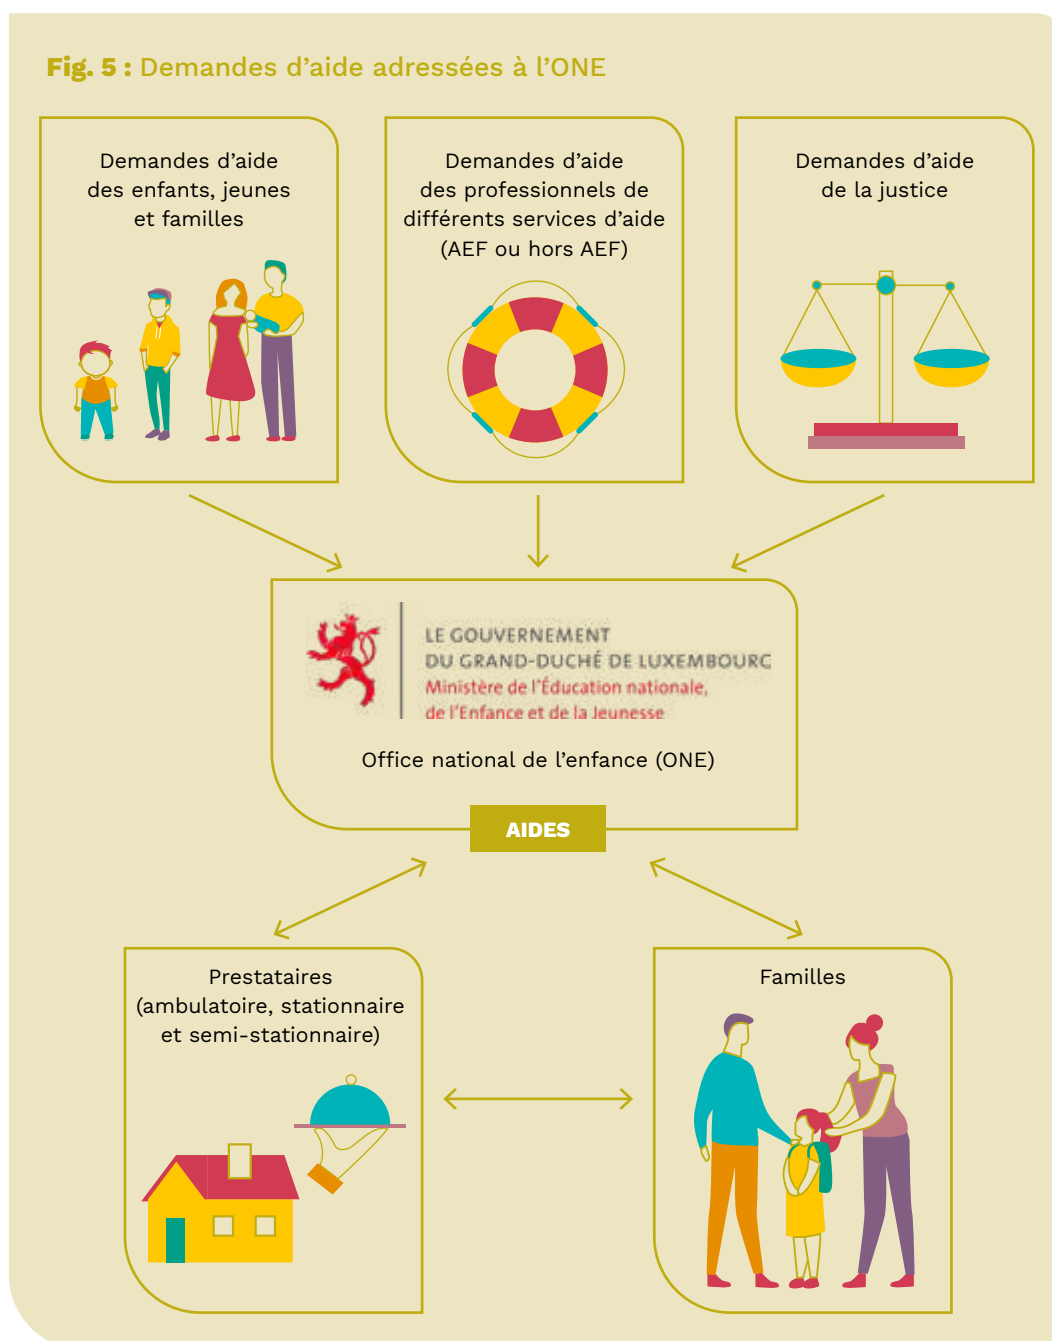 Fig. 5 : Demandes d’aide adressées à l’ONE
Demandes d’aide
des enfants, jeunes
et familles
Demandes d’aide
des professionnels de
différents services d’aide
(AEF ou hors AEF)
Demandes d’aide
de la justice
LE GOUVERNEMENT
DU GRAND-DUCHÉ DE LUXEMBOURG
Ministère de l’Éducation nationale,
de l’Enfance et de la Jeunesse
Office national de l’enfance (ONE)
AIDES
Prestataires
(ambulatoire, stationnaire
et semi-stationnaire)
Familles